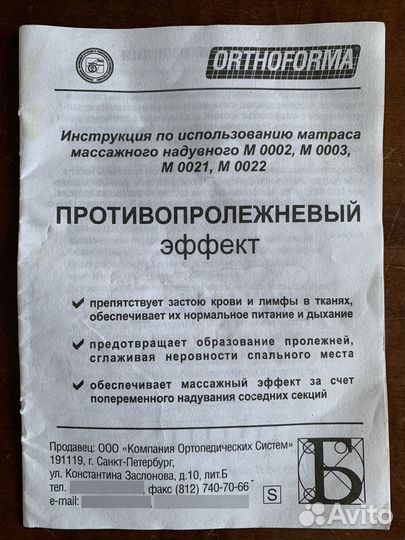 ORTHOFORMA
Инструкция по использованию матраса
массажного надувного М 0002, М 0003,
М 0021, М 0022
ПРОТИВОПРОЛЕЖНЕВЫЙ
эффект
препятствует застою крови и лимфы в тканях,
обеспечивает их нормальное питание и дыхание
предотвращает образование пролежней,
сглаживая неровности спального места
обеспечивает массажный эффект за счет
попеременного надувания соседних секций
Продавец: ООО «Компания Ортопедических Систем»
191119, г. Санкт-Петербург,
ул. Константина Заслонова, д.10, лит.Б
тел. , факс (812) 740-70-66
e-mail:
S
Б
Avito